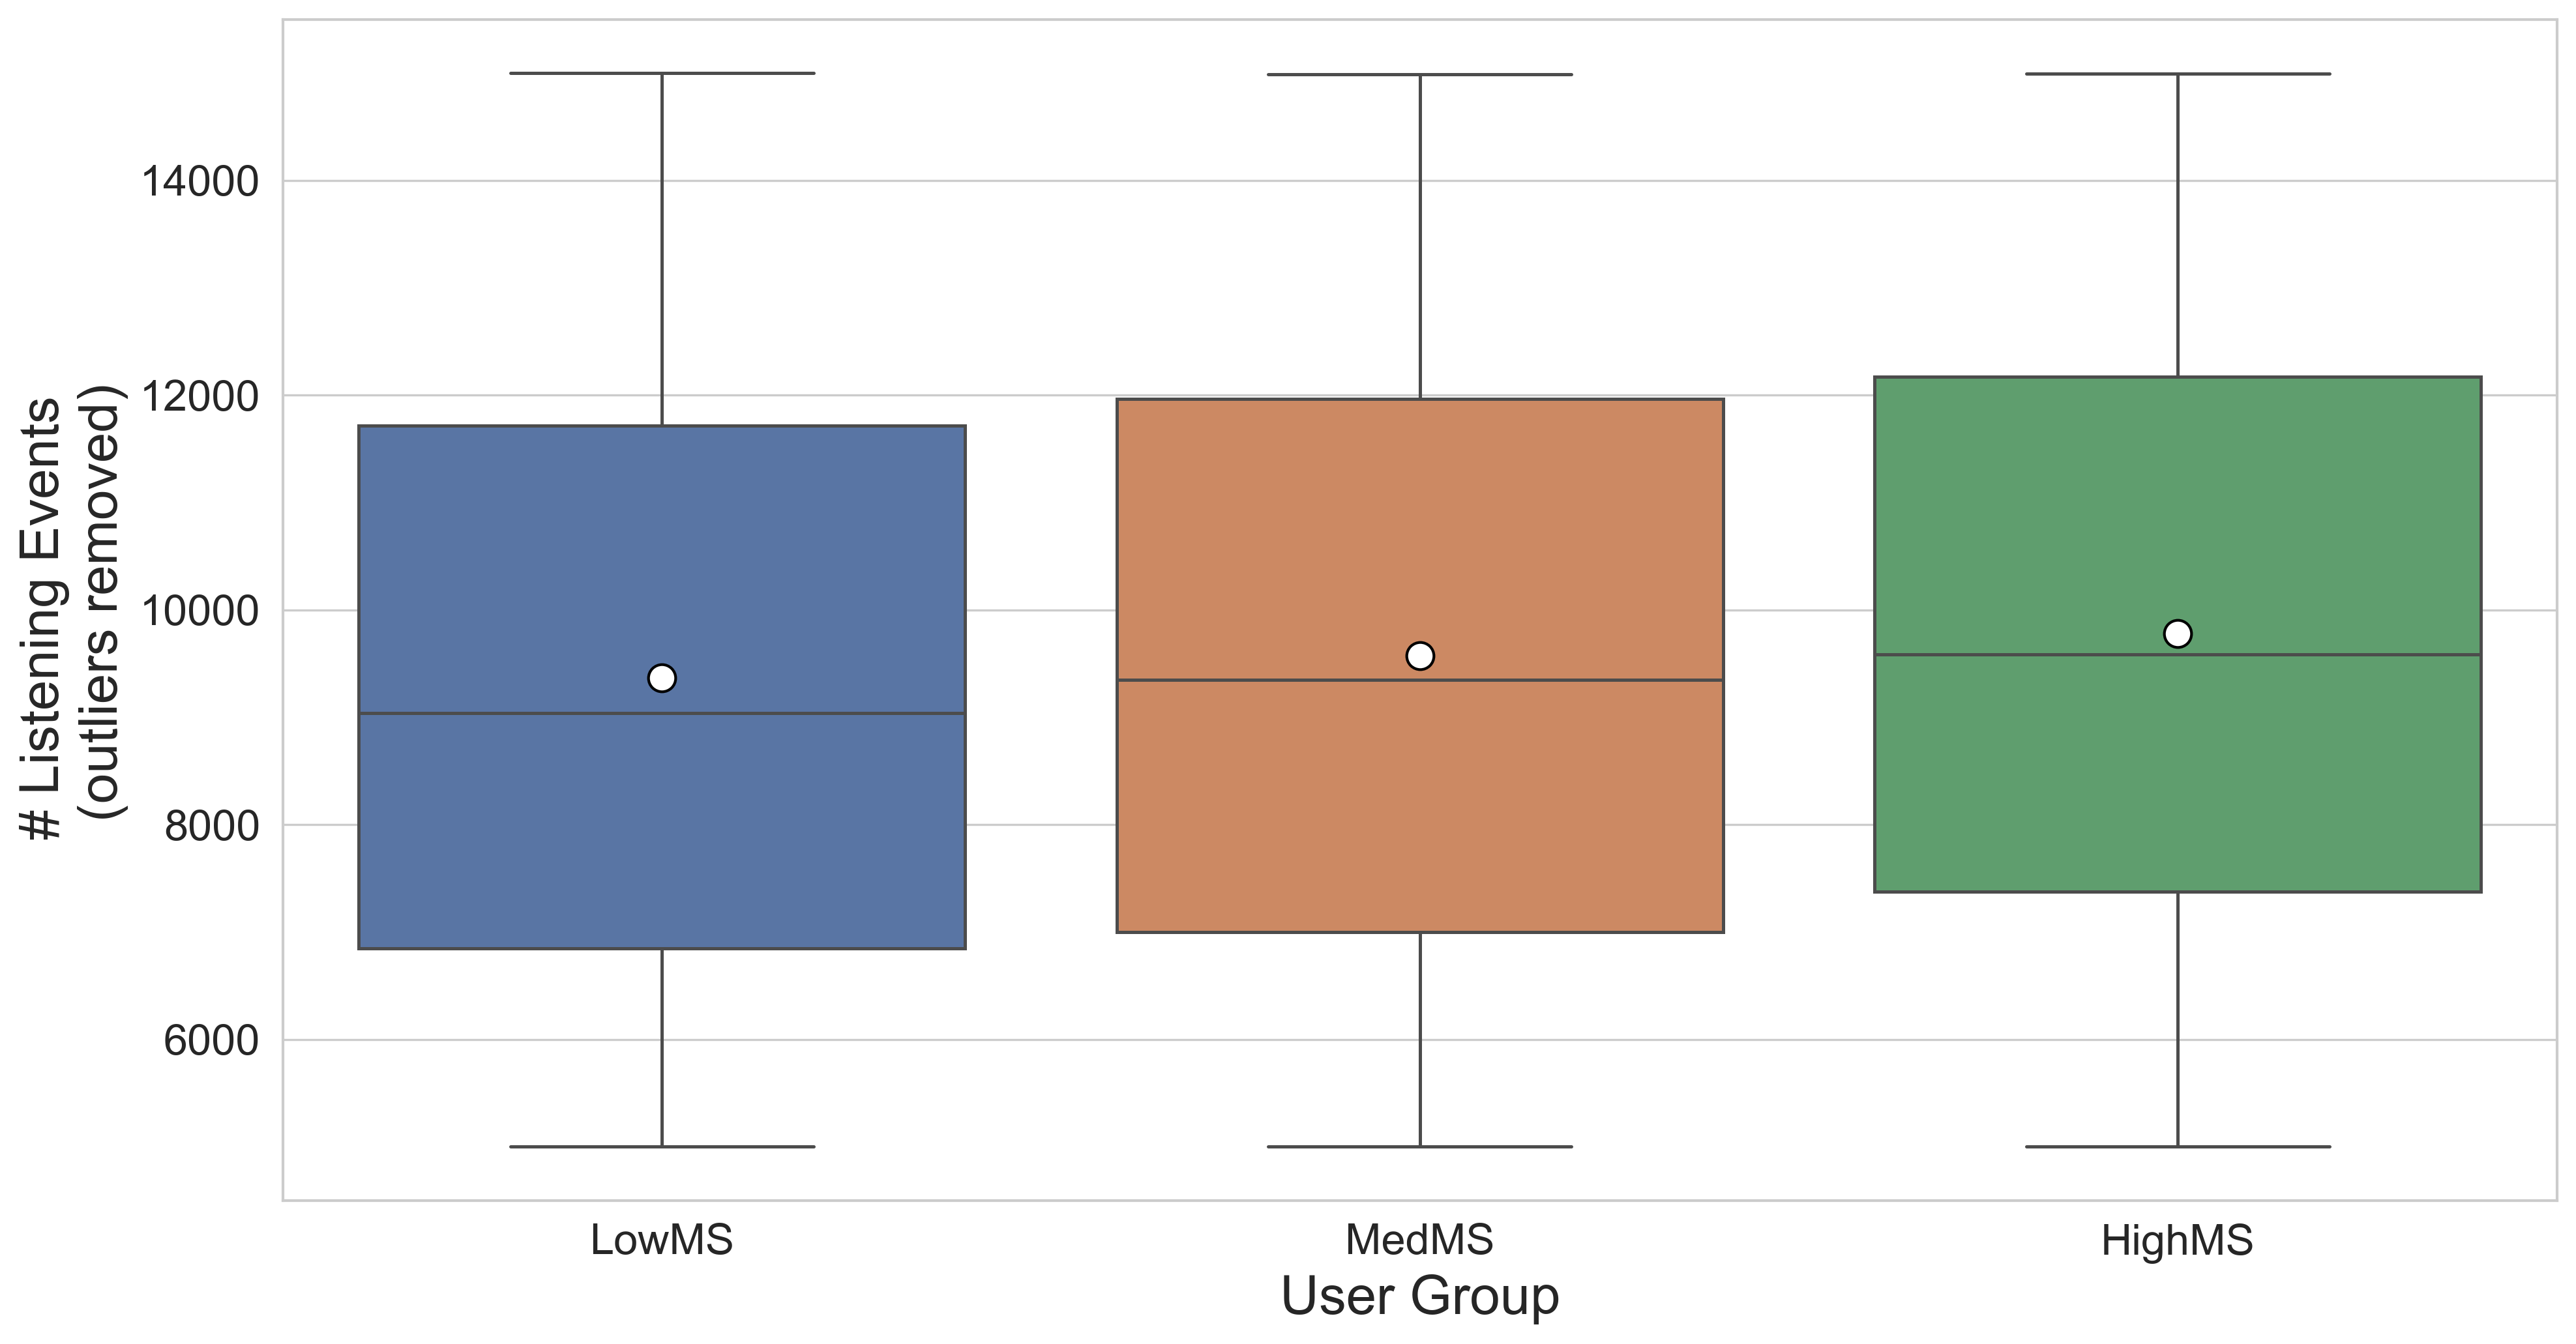 # Listening Events
(outliers removed)
14000
12000
10000
8000
6000
LowMS
MedMS
HighMS
User Group